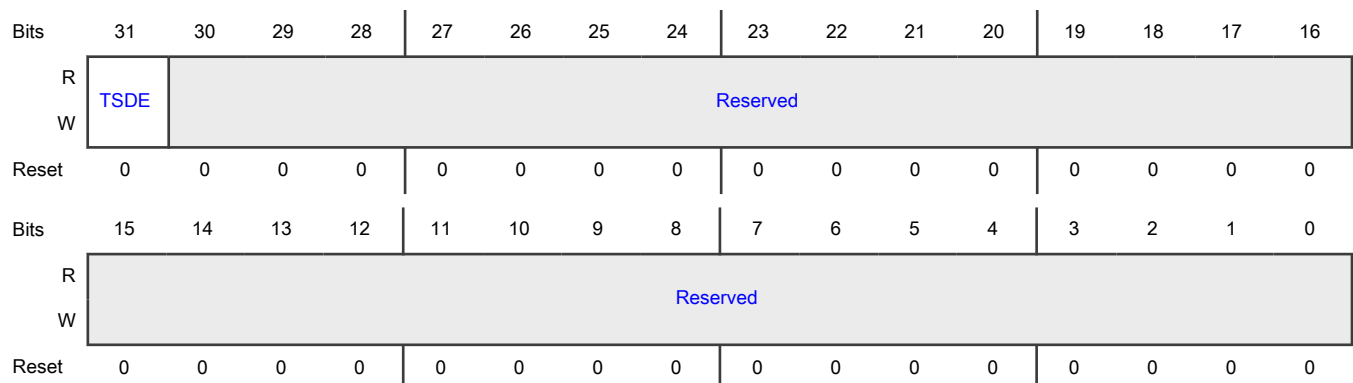 Bits 31 30 29 28 27 26 25 24 23 22 21 20 19 18 17 16
R
TSDE Reserved
W
Reset 0 0 0 0 0 0 0 0 0 0 0 0 0 0 0 0
Bits 15 14 13 12 11 10 9 8 7 6 5 4 3 2 1 0
R
Reserved
W
Reset 0 0 0 0 0 0 0 0 0 0 0 0 0 0 0 0